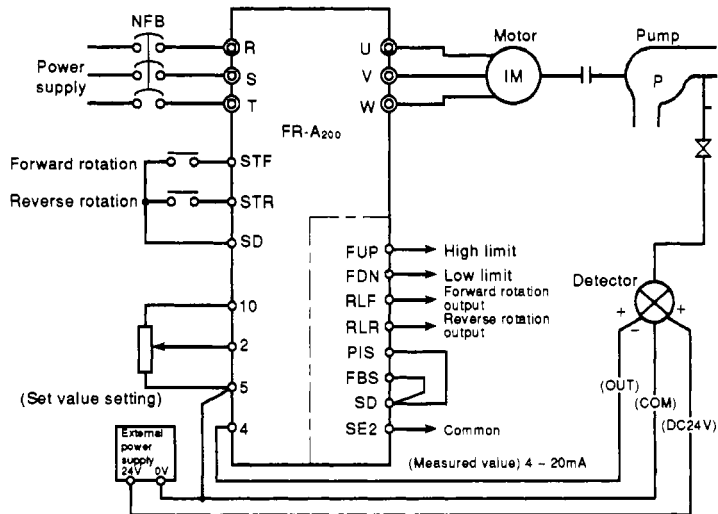 NFB
Power
supply
R
S
T
FR-A200
U
V
W
Motor
IM
Pump
P
Forward rotation
STF
Reverse rotation
STR
SD
10
2
5
(Set value setting)
4
FUP
High limit
FDN
Low limit
RLF
Forward rotation
output
RLR
Reverse rotation
output
PIS
FBS
SD
SE2
Common
Detector
+
-
+
(OUT)
(COM)
(DC24V)
(Measured value) 4 – 20mA
External
power
supply
24V 0V